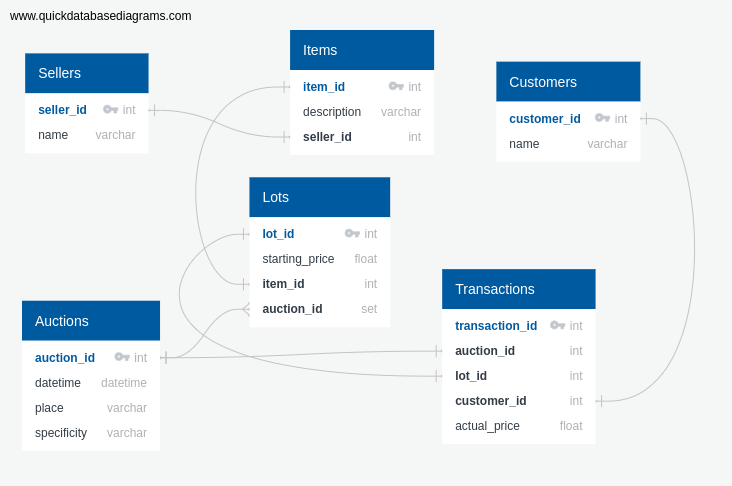 www.quickdatabasediagrams.com
Sellers
seller_id int
name varchar
Items
item_id int
description varchar
seller_id int
Customers
customer_id int
name varchar
Lots
lot_id int
starting_price float
item_id int
auction_id set
Auctions
auction_id int
datetime datetime
place varchar
specificity varchar
Transactions
transaction_id int
auction_id int
lot_id int
customer_id int
actual_price float